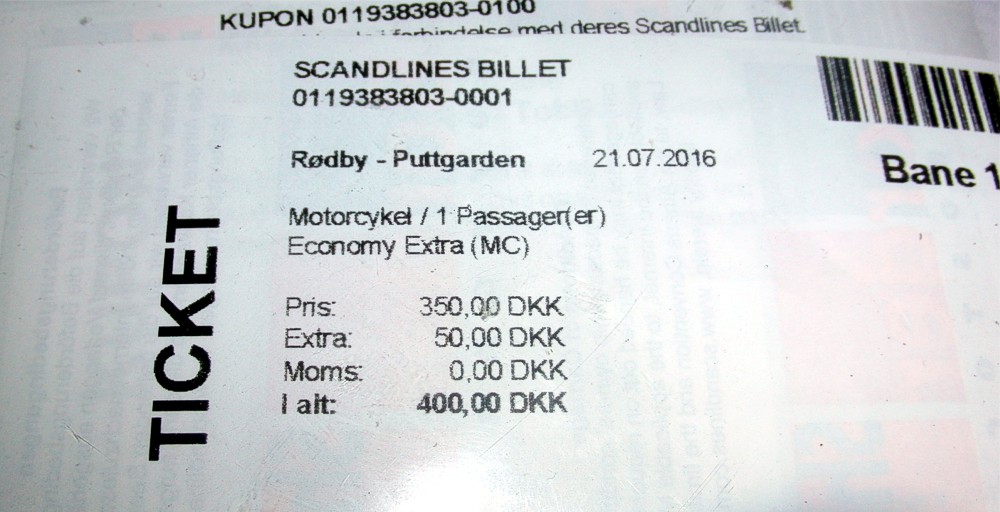 KUPON 0119383803-0100
i forbindelse med deres Scandlines Billet.
SCANDLINES BILLET
0119383803-0001
Rødby - Puttgarden 21.07.2016
Bane 1
Motorcykel / 1 Passager(er)
Economy Extra (MC)
TICKET
Pris: 350,00 DKK
Extra: 50,00 DKK
Moms: 0,00 DKK
I alt: 400,00 DKK